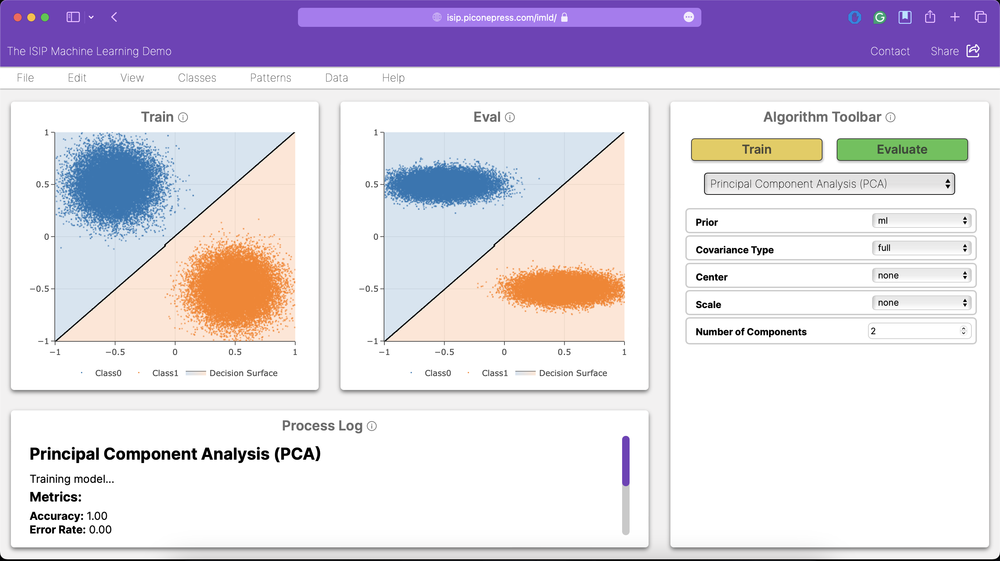 isip.piconepress.com/imld/
The ISIP Machine Learning Demo
Contact
Share
File Edit View Classes Patterns Data Help
Train
1
0.5
0
−0.5
−1
−1 −0.5 0 0.5 1
Class0 Class1 Decision Surface
Eval
1
0.5
0
−0.5
−1
−1 −0.5 0 0.5 1
Class0 Class1 Decision Surface
Algorithm Toolbar
Train
Evaluate
Principal Component Analysis (PCA)
Prior ml
Covariance Type full
Center none
Scale none
Number of Components 2
Process Log
Principal Component Analysis (PCA)
Training model...
Metrics:
Accuracy: 1.00
Error Rate: 0.00